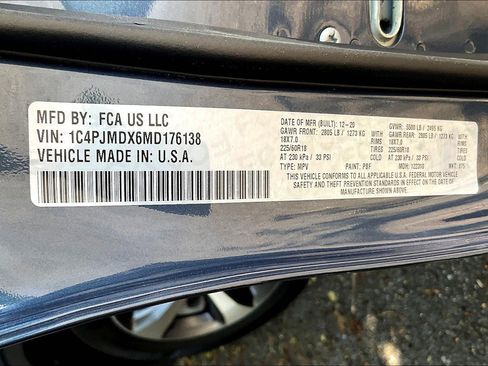 MFD BY: FCA US LLC
VIN: 1C4PJMDX6MD176138
VEHICLE MADE IN: U.S.A.
DATE OF MFR (BUILT): 12-20
GAWR FRONT: 2805 LB / 1273 KG
18X7.0
225/60R18
AT 230 kPa / 33 PSI
TYPE: MPV
GVWR: 5500 LB / 2495 KG
GAWR REAR: 2805 LB / 1273 KG
RIMS 18X7.0
TIRES 225/60R18
AT 230 kPa / 33 PSI
PAINT: PBF
THIS VEHICLE CONFORMS TO ALL APPLICABLE U.S.A. FEDERAL MOTOR VEHICLE
SAFETY AND THEFT PREVENTION STANDARDS IN EFFECT ON THE DATE OF
MANUFACTURE SHOWN ABOVE.